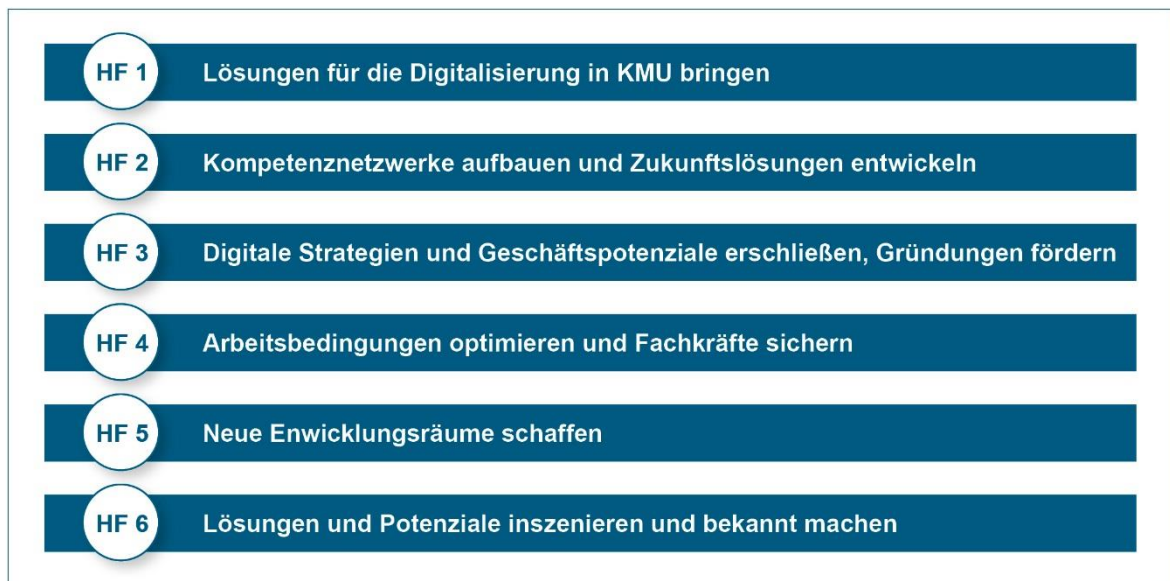 HF 1 Lösungen für die Digitalisierung in KMU bringen
HF 2 Kompetenznetzwerke aufbauen und Zukunftslösungen entwickeln
HF 3 Digitale Strategien und Geschäftspotenziale erschließen, Gründungen fördern
HF 4 Arbeitsbedingungen optimieren und Fachkräfte sichern
HF 5 Neue Enwicklungsräume schaffen
HF 6 Lösungen und Potenziale inszenieren und bekannt machen